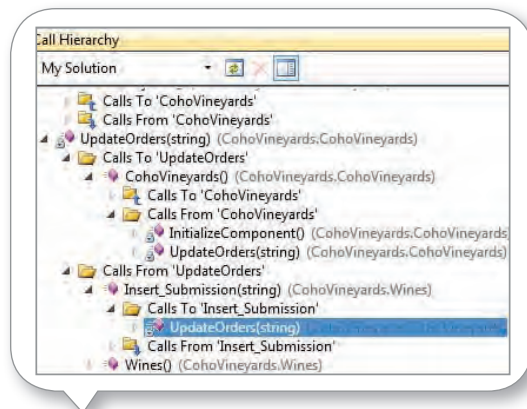 Call Hierarchy
My Solution
Calls To 'CohoVineyards'
Calls From 'CohoVineyards'
UpdateOrders(string) (CohoVineyards.CohoVineyards)
Calls To 'UpdateOrders'
CohoVineyards() (CohoVineyards.CohoVineyards)
Calls To 'CohoVineyards'
Calls From 'CohoVineyards'
InitializeComponent() (CohoVineyards.CohoVineyards
UpdateOrders(string) (CohoVineyards.CohoVineyards
Calls From 'UpdateOrders'
Insert_Submission(string) (CohoVineyards.Wines)
Calls To 'Insert_Submission'
UpdateOrders(string)
Calls From 'Insert_Submission'
Wines() (CohoVineyards.Wines)